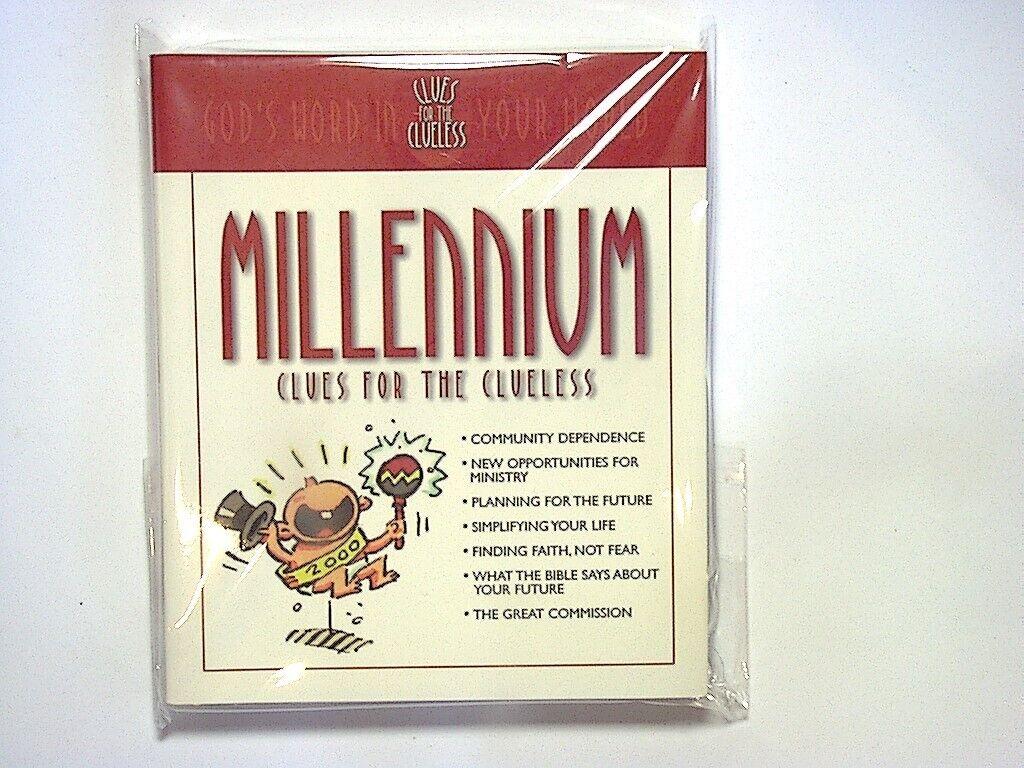 CLUES
FOR THE
CLUELESS
GOD'S WORD IN YOUR WORLD
MILLENNIUM
CLUES FOR THE CLUELESS
• COMMUNITY DEPENDENCE
• NEW OPPORTUNITIES FOR
MINISTRY
• PLANNING FOR THE FUTURE
• SIMPLIFYING YOUR LIFE
• FINDING FAITH, NOT FEAR
• WHAT THE BIBLE SAYS ABOUT
YOUR FUTURE
• THE GREAT COMMISSION
2000